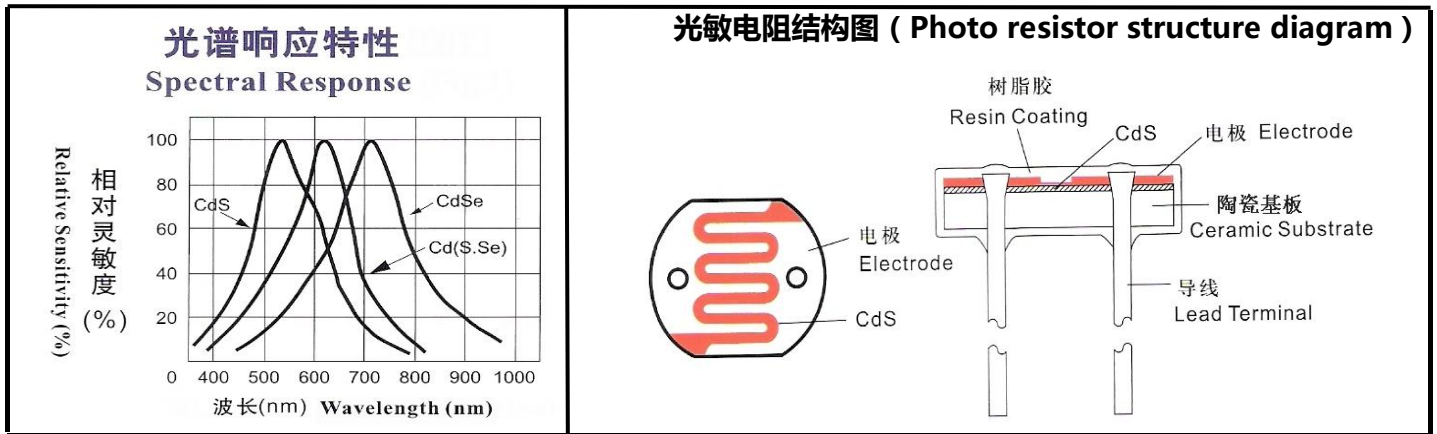 光谱响应特性
Spectral Response
相对灵敏度(%)
Relative Sensitivity (%)
100
80
60
40
20
CdS
CdSe
Cd(S.Se)
0 400 500 600 700 800 900 1000
波长(nm) Wavelength (nm)
光敏电阻结构图（Photo resistor structure diagram）
树脂胶
Resin Coating
CdS
电极 Electrode
陶瓷基板
Ceramic Substrate
导线
Lead Terminal
电极
Electrode
CdS